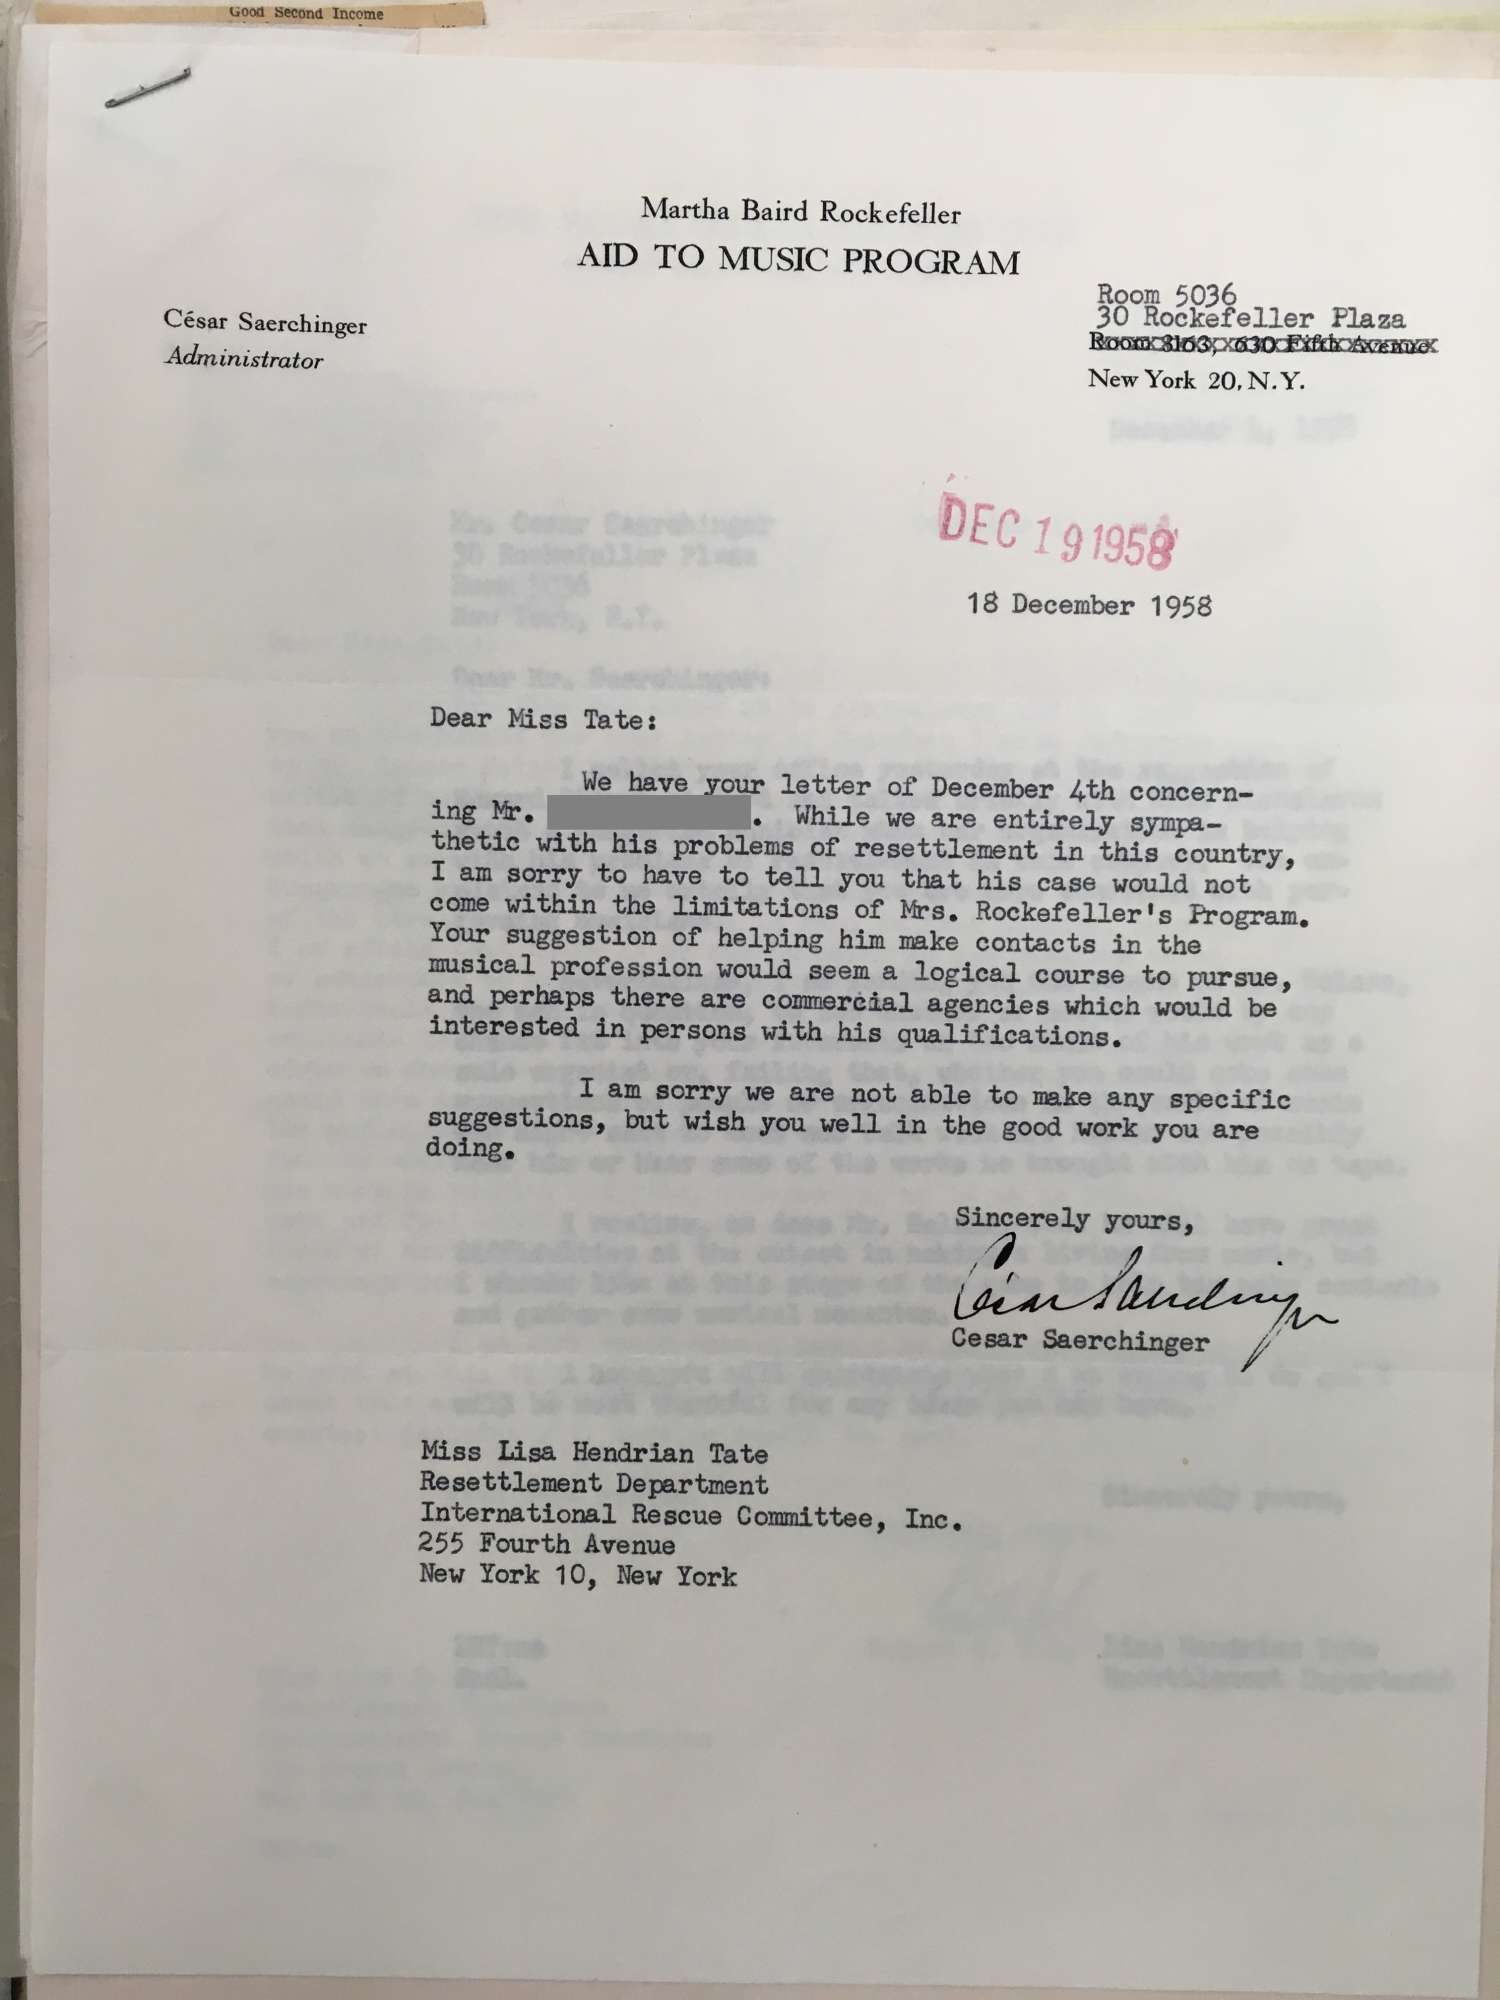 Good Second Income
Martha Baird Rockefeller
AID TO MUSIC PROGRAM
César Saerchinger
Administrator
Room 5036
30 Rockefeller Plaza
Room 3163, 630 Fifth Avenue
New York 20, N.Y.
DEC 19 1958
18 December 1958
Dear Miss Tate:
We have your letter of December 4th concern-
ing Mr. . While we are entirely sympa-
thetic with his problems of resettlement in this country,
I am sorry to have to tell you that his case would not
come within the limitations of Mrs. Rockefeller's Program.
Your suggestion of helping him make contacts in the
musical profession would seem a logical course to pursue,
and perhaps there are commercial agencies which would be
interested in persons with his qualifications.
I am sorry we are not able to make any specific
suggestions, but wish you well in the good work you are
doing.
Sincerely yours,
César Saerchinger
Cesar Saerchinger
Miss Lisa Hendrian Tate
Resettlement Department
International Rescue Committee, Inc.
255 Fourth Avenue
New York 10, New York